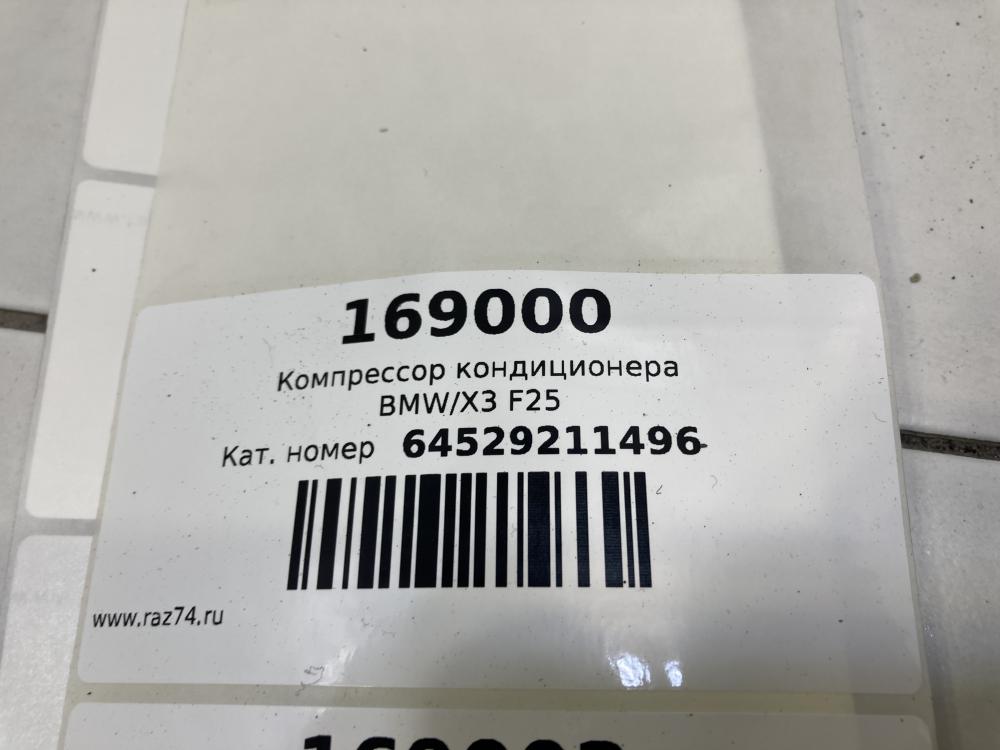 169000
Компрессор кондиционера
BMW/X3 F25
Кат. номер 64529211496
www.raz74.ru